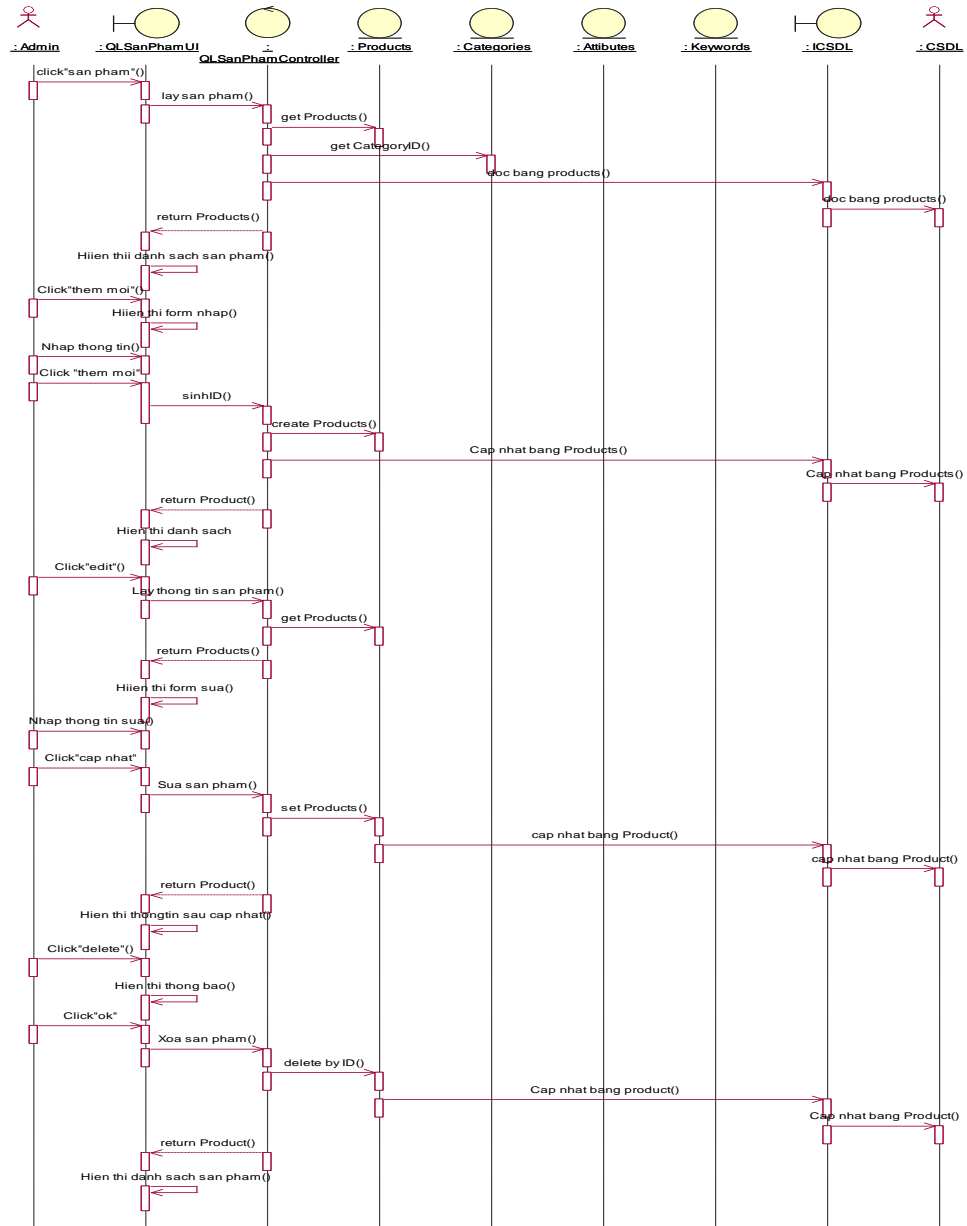 : Admin
: QLSanPhamUI
:
QLSanPhamController
: Products
: Categories
: Attibutes
: Keywords
: ICSDL
: CSDL
click"san pham"()
lay san pham()
get Products()
get CategoryID()
doc bang products()
doc bang products()
return Products()
Hiien thii danh sach san pham()
Click"them moi"()
Hiien thi form nhap()
Nhap thong tin()
Click "them moi"
sinhID()
create Products()
Cap nhat bang Products()
Cap nhat bang Products()
return Product()
Hien thi danh sach
Click"edit"()
Lay thong tin san pham()
get Products()
return Products()
Hiien thi form sua()
Nhap thong tin sua()
Click"cap nhat"
Sua san pham()
set Products()
cap nhat bang Product()
cap nhat bang Product()
return Product()
Hien thi thongtin sau cap nhat()
Click"delete"()
Hien thi thong bao()
Click"ok"
Xoa san pham()
delete by ID()
Cap nhat bang product()
Cap nhat bang Product()
return Product()
Hien thi danh sach san pham()